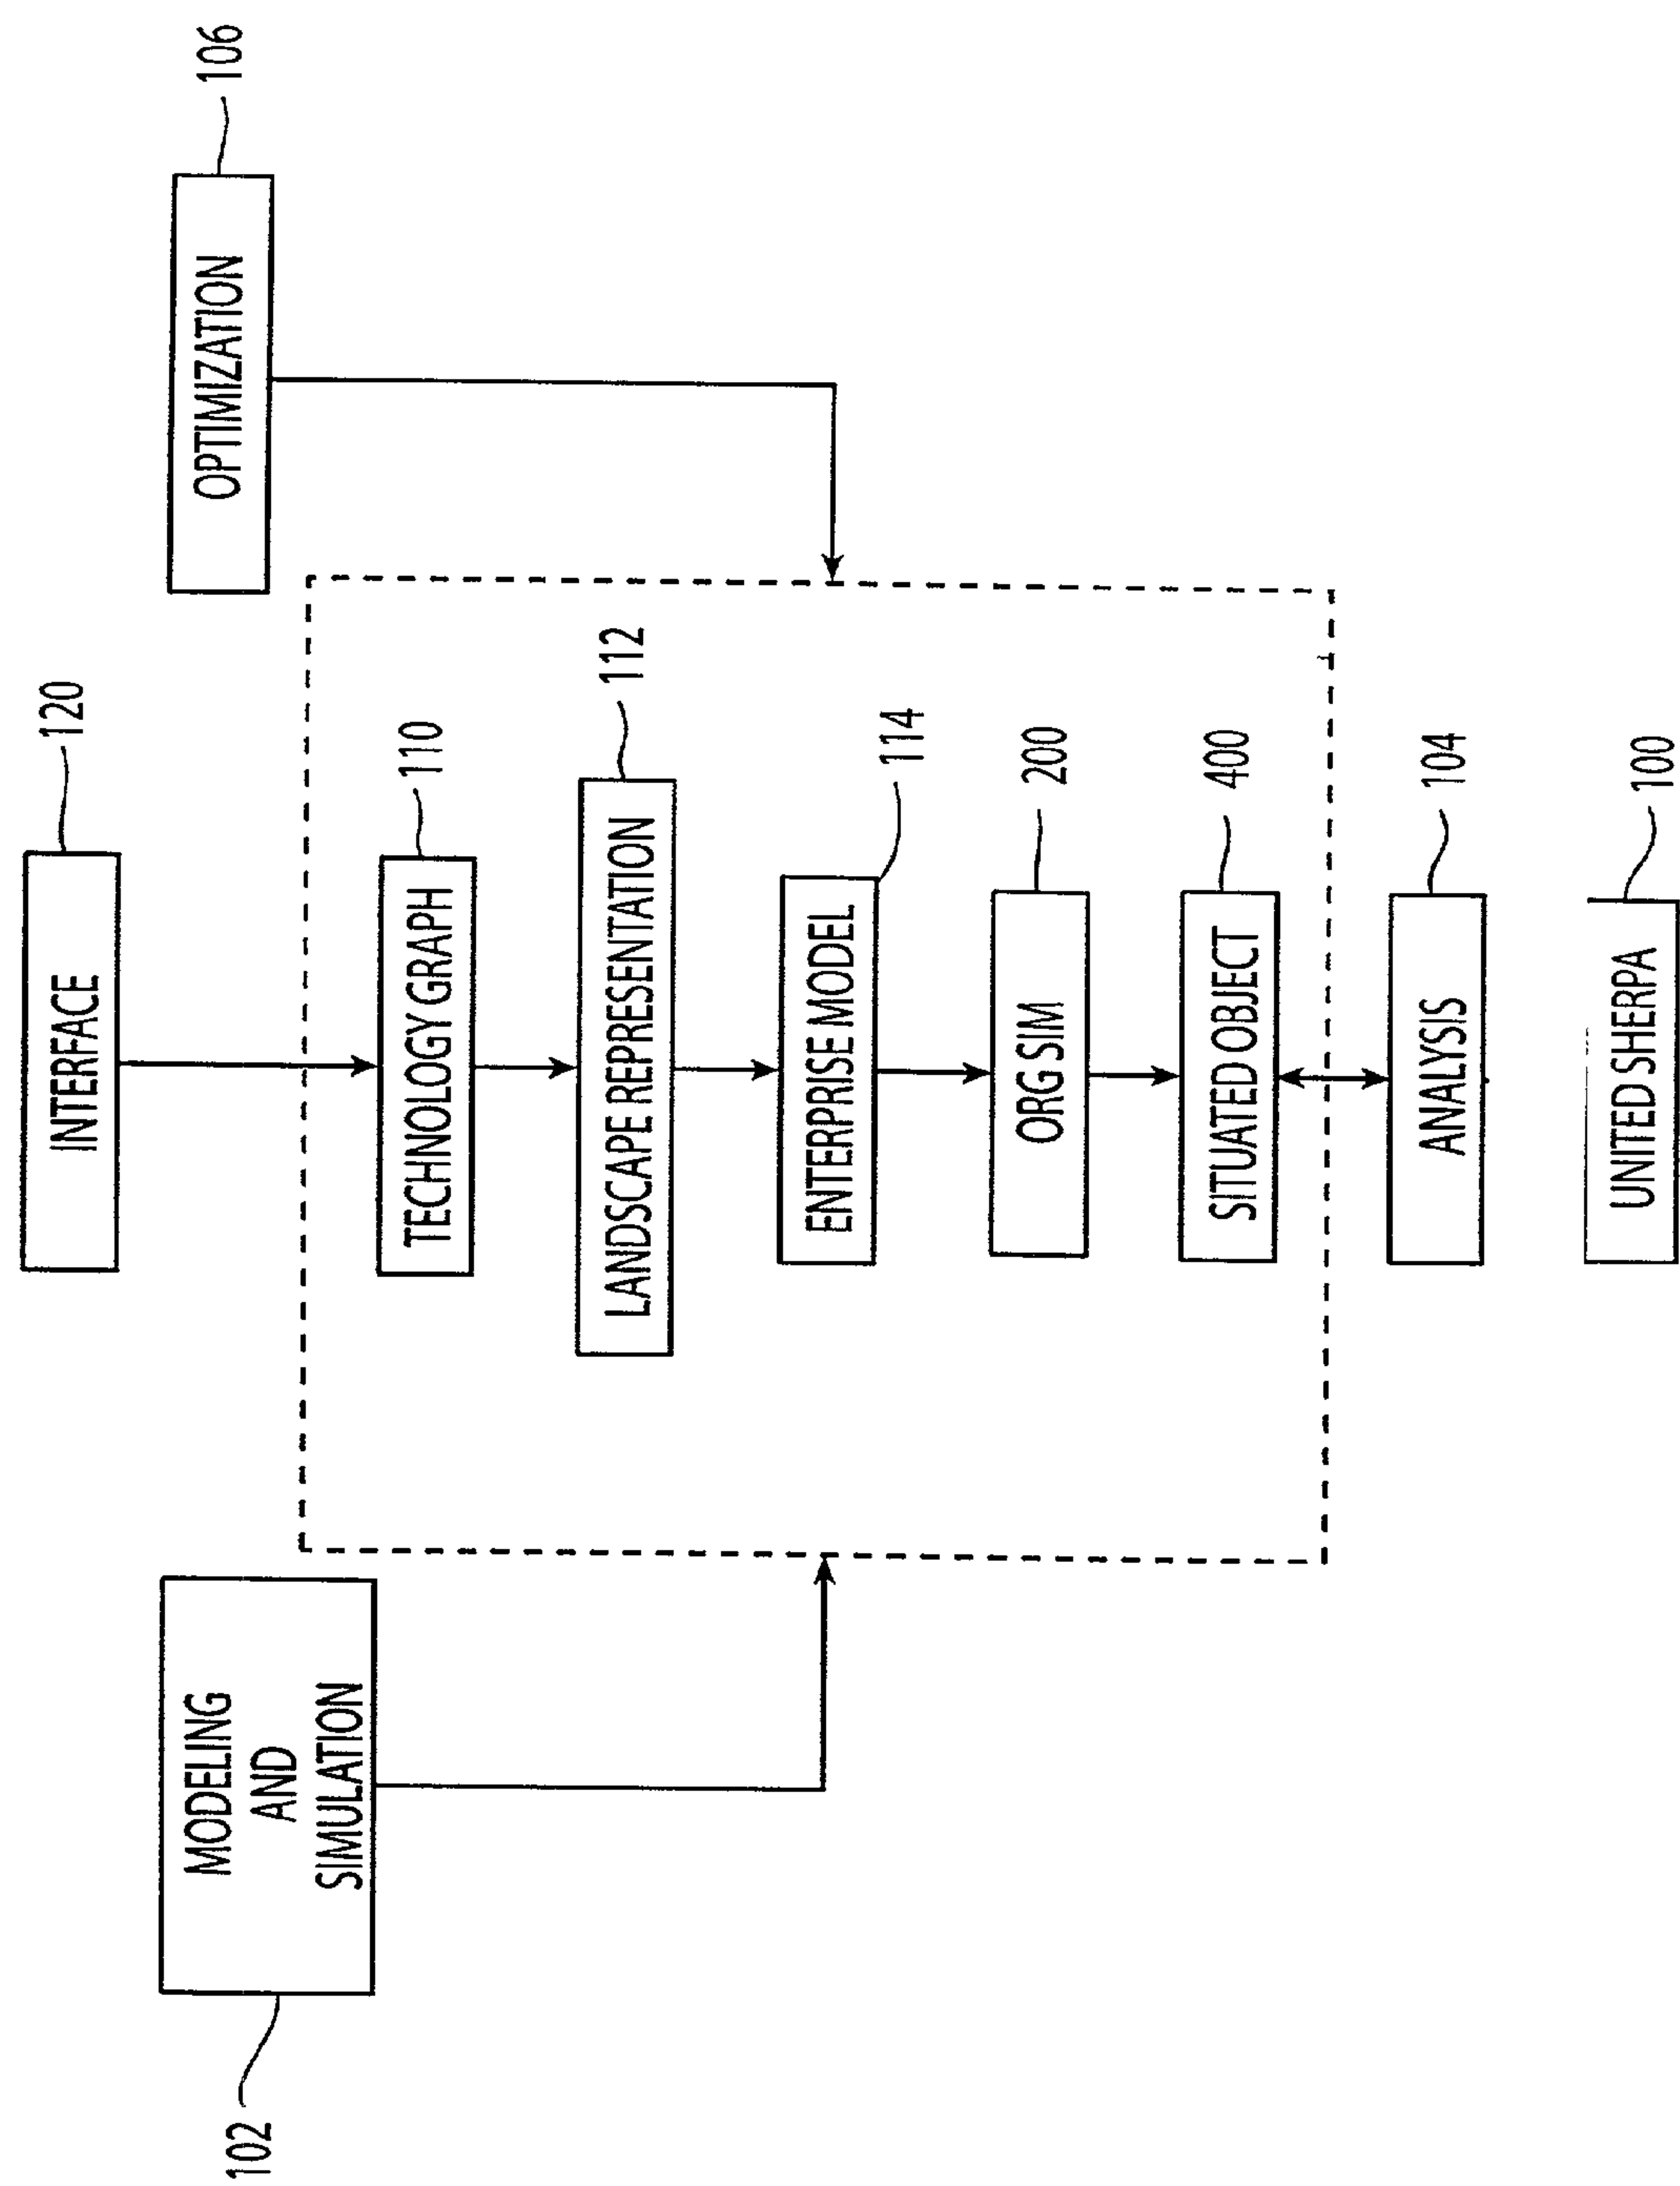 INTERFACE
120
MODELING
AND
SIMULATION
102
OPTIMIZATION
106
TECHNOLOGY GRAPH
110
LANDSCAPE REPRESENTATION
112
ENTERPRISE MODEL
114
ORG SIM
200
SITUATED OBJECT
400
ANALYSIS
104
UNITED SHERPA
100